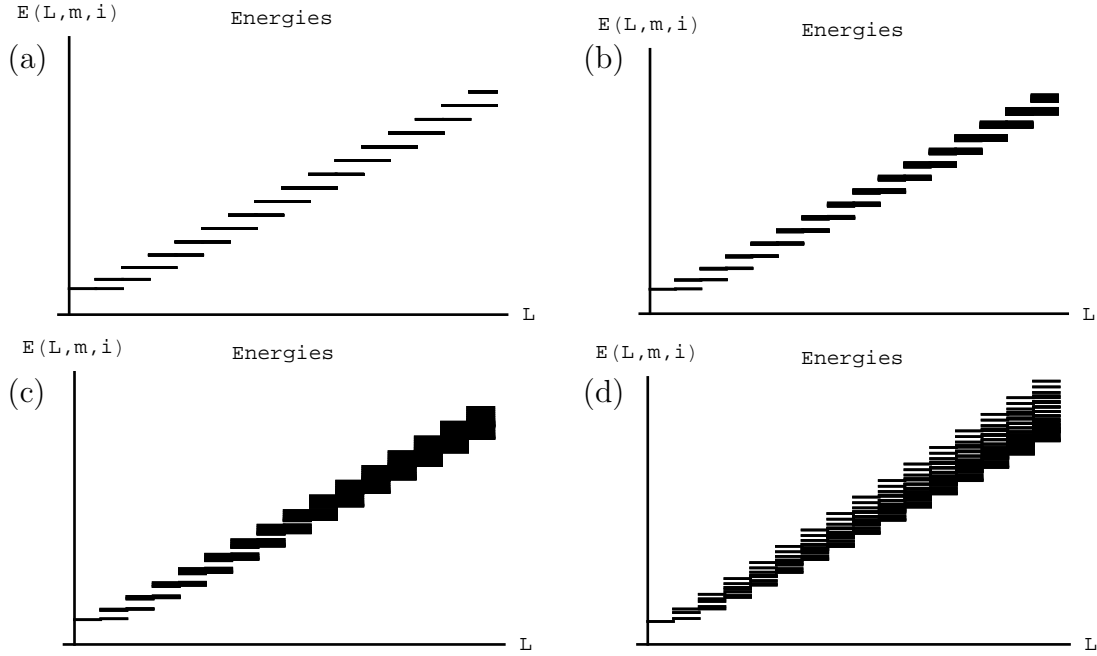 E(L,m,i)
Energies
(a)
L
E(L,m,i)
Energies
(b)
L
E(L,m,i)
Energies
(c)
L
E(L,m,i)
Energies
(d)
L